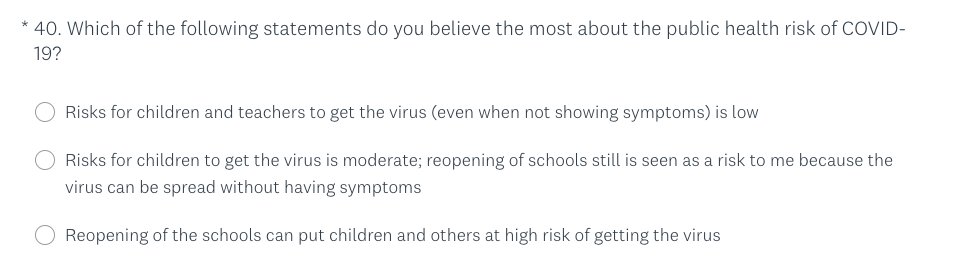 * 40. Which of the following statements do you believe the most about the public health risk of COVID-
19?
Risks for children and teachers to get the virus (even when not showing symptoms) is low
Risks for children to get the virus is moderate; reopening of schools still is seen as a risk to me because the
virus can be spread without having symptoms
Reopening of the schools can put children and others at high risk of getting the virus